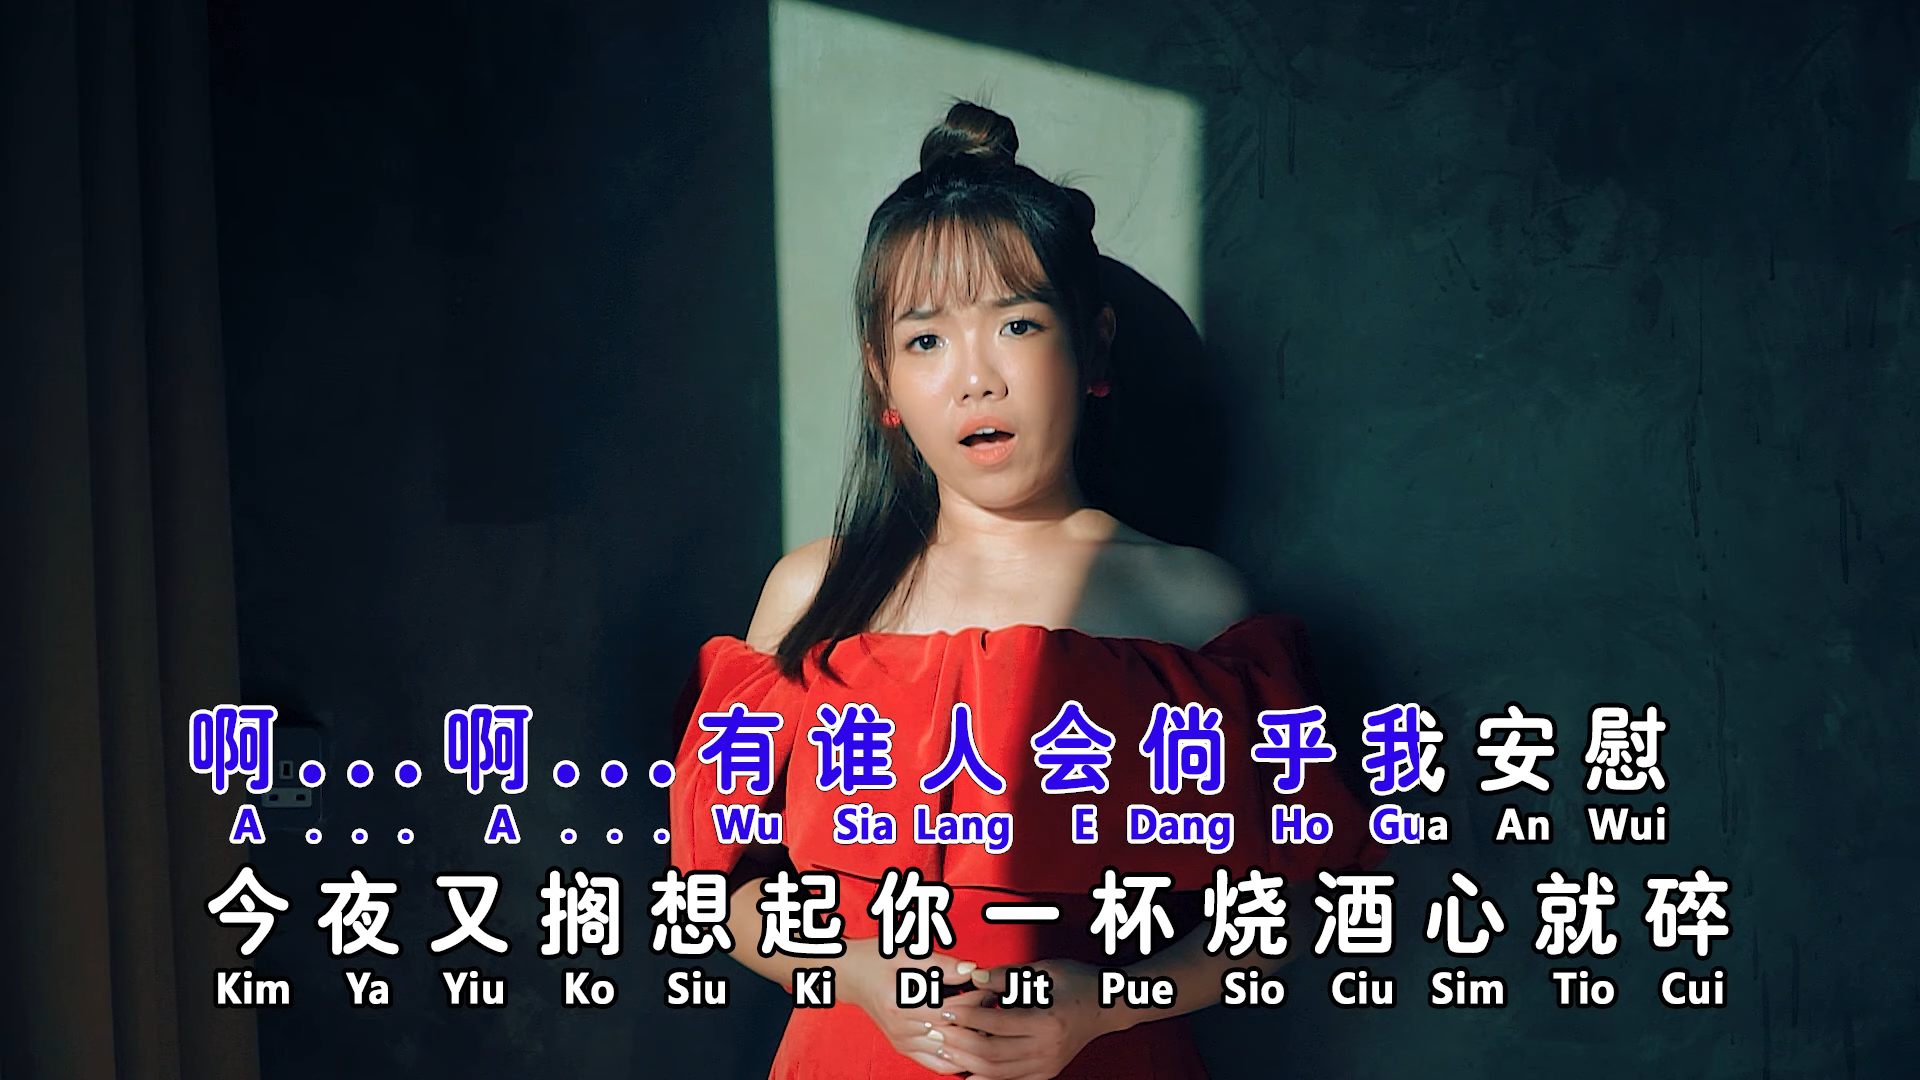 啊...啊...有谁人会倘乎我安慰
A . . . A . . . Wu Sia Lang E Dang Ho Gua An Wui
今夜又搁想起你一杯烧酒心就碎
Kim Ya Yiu Ko Siu Ki Di Jit Pue Sio Ciu Sim Tio Cui